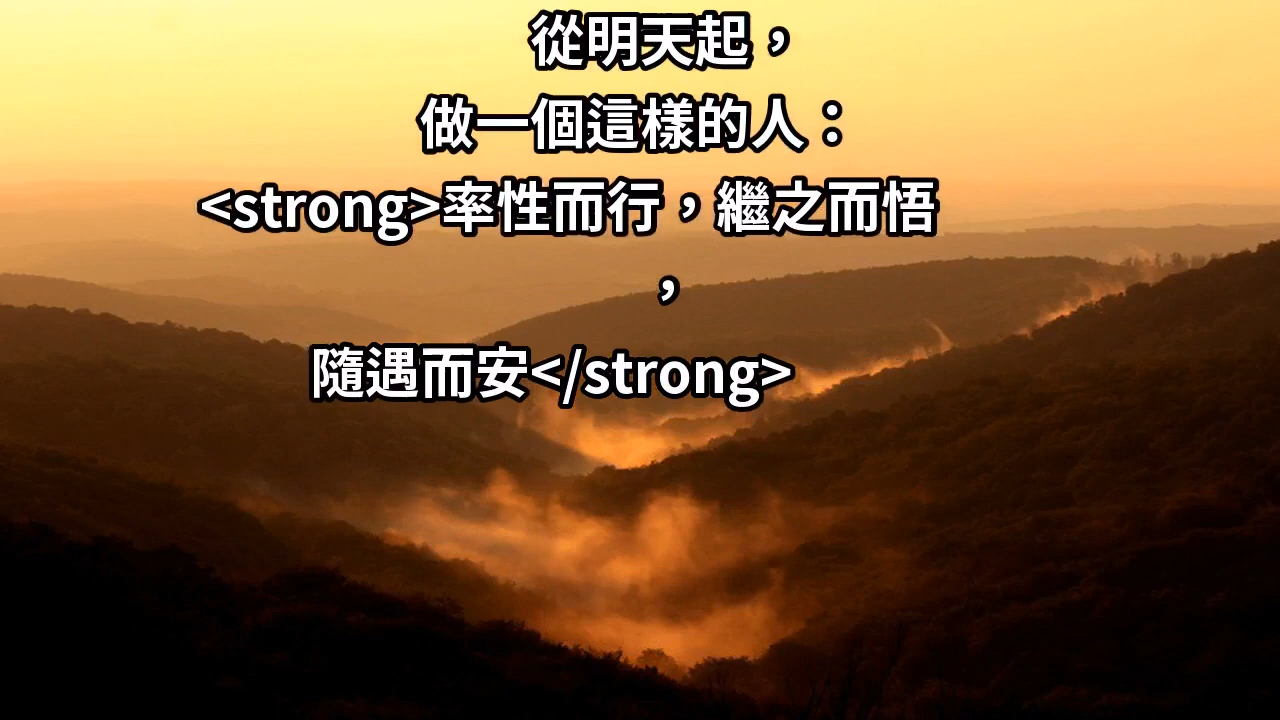 從明天起，
做一個這樣的人：
<strong>率性而行，繼之而悟
，
隨遇而安</strong>